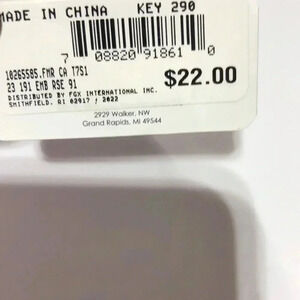 MADE IN CHINA KEY 290
7 08820 91861 0
10265585.FMR CA T7S1
23 191 EMB RSE 91
$22.00
DISTRIBUTED BY FGX INTERNATIONAL INC.
SMITHFIELD, RI 02917 / 2022
2929 Walker, NW
Grand Rapids, MI 49544